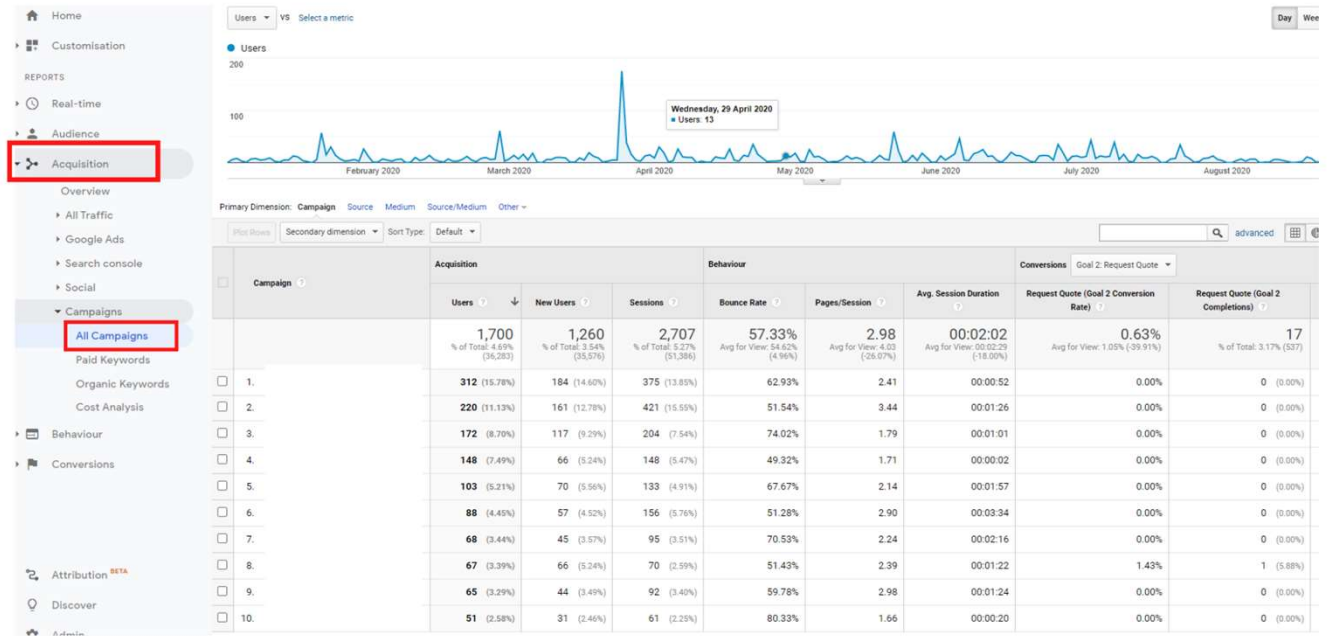 Home
Customisation
REPORTS
Real-time
Audience
Acquisition
Overview
All Traffic
Google Ads
Search console
Social
Campaigns
All Campaigns
Paid Keywords
Organic Keywords
Cost Analysis
Behaviour
Conversions
Attribution BETA
Discover
Admin
Users VS Select a metric
Day Wee
Users
200
100
Wednesday, 29 April 2020
Users: 13
February 2020 March 2020 April 2020 May 2020 June 2020 July 2020 August 2020
Primary Dimension: Campaign Source Medium Source/Medium Other
Plot Rows Secondary dimension Sort Type: Default advanced
Campaign ? Acquisition Behaviour Conversions Goal 2: Request Quote
Users ? New Users ? Sessions ? Bounce Rate ? Pages/Session ? Avg. Session Duration ? Request Quote (Goal 2 Conversion Rate) ? Request Quote (Goal 2 Completions) ?
1,700 1,260 2,707 57.33% 2.98 00:02:02 0.63% 17
% of Total: 4.69% (36,283) % of Total: 3.54% (35,576) % of Total: 5.27% (51,386) Avg for View: 54.62% (4.96%) Avg for View: 4.03 (-26.07%) Avg for View: 00:02:29 (-18.00%) Avg for View: 1.05% (-39.91%) % of Total: 3.17% (537)
1. 312 (15.78%) 184 (14.60%) 375 (13.85%) 62.93% 2.41 00:00:52 0.00% 0 (0.00%)
2. 220 (11.13%) 161 (12.78%) 421 (15.55%) 51.54% 3.44 00:01:26 0.00% 0 (0.00%)
3. 172 (8.70%) 117 (9.29%) 204 (7.54%) 74.02% 1.79 00:01:01 0.00% 0 (0.00%)
4. 148 (7.49%) 66 (5.24%) 148 (5.47%) 49.32% 1.71 00:00:02 0.00% 0 (0.00%)
5. 103 (5.21%) 70 (5.56%) 133 (4.91%) 67.67% 2.14 00:01:57 0.00% 0 (0.00%)
6. 88 (4.45%) 57 (4.52%) 156 (5.76%) 51.28% 2.90 00:03:34 0.00% 0 (0.00%)
7. 68 (3.44%) 45 (3.57%) 95 (3.51%) 70.53% 2.24 00:02:16 0.00% 0 (0.00%)
8. 67 (3.39%) 66 (5.24%) 70 (2.59%) 51.43% 2.39 00:01:22 1.43% 1 (5.88%)
9. 65 (3.29%) 44 (3.49%) 92 (3.40%) 59.78% 2.98 00:01:24 0.00% 0 (0.00%)
10. 51 (2.58%) 31 (2.46%) 61 (2.25%) 80.33% 1.66 00:00:20 0.00% 0 (0.00%)